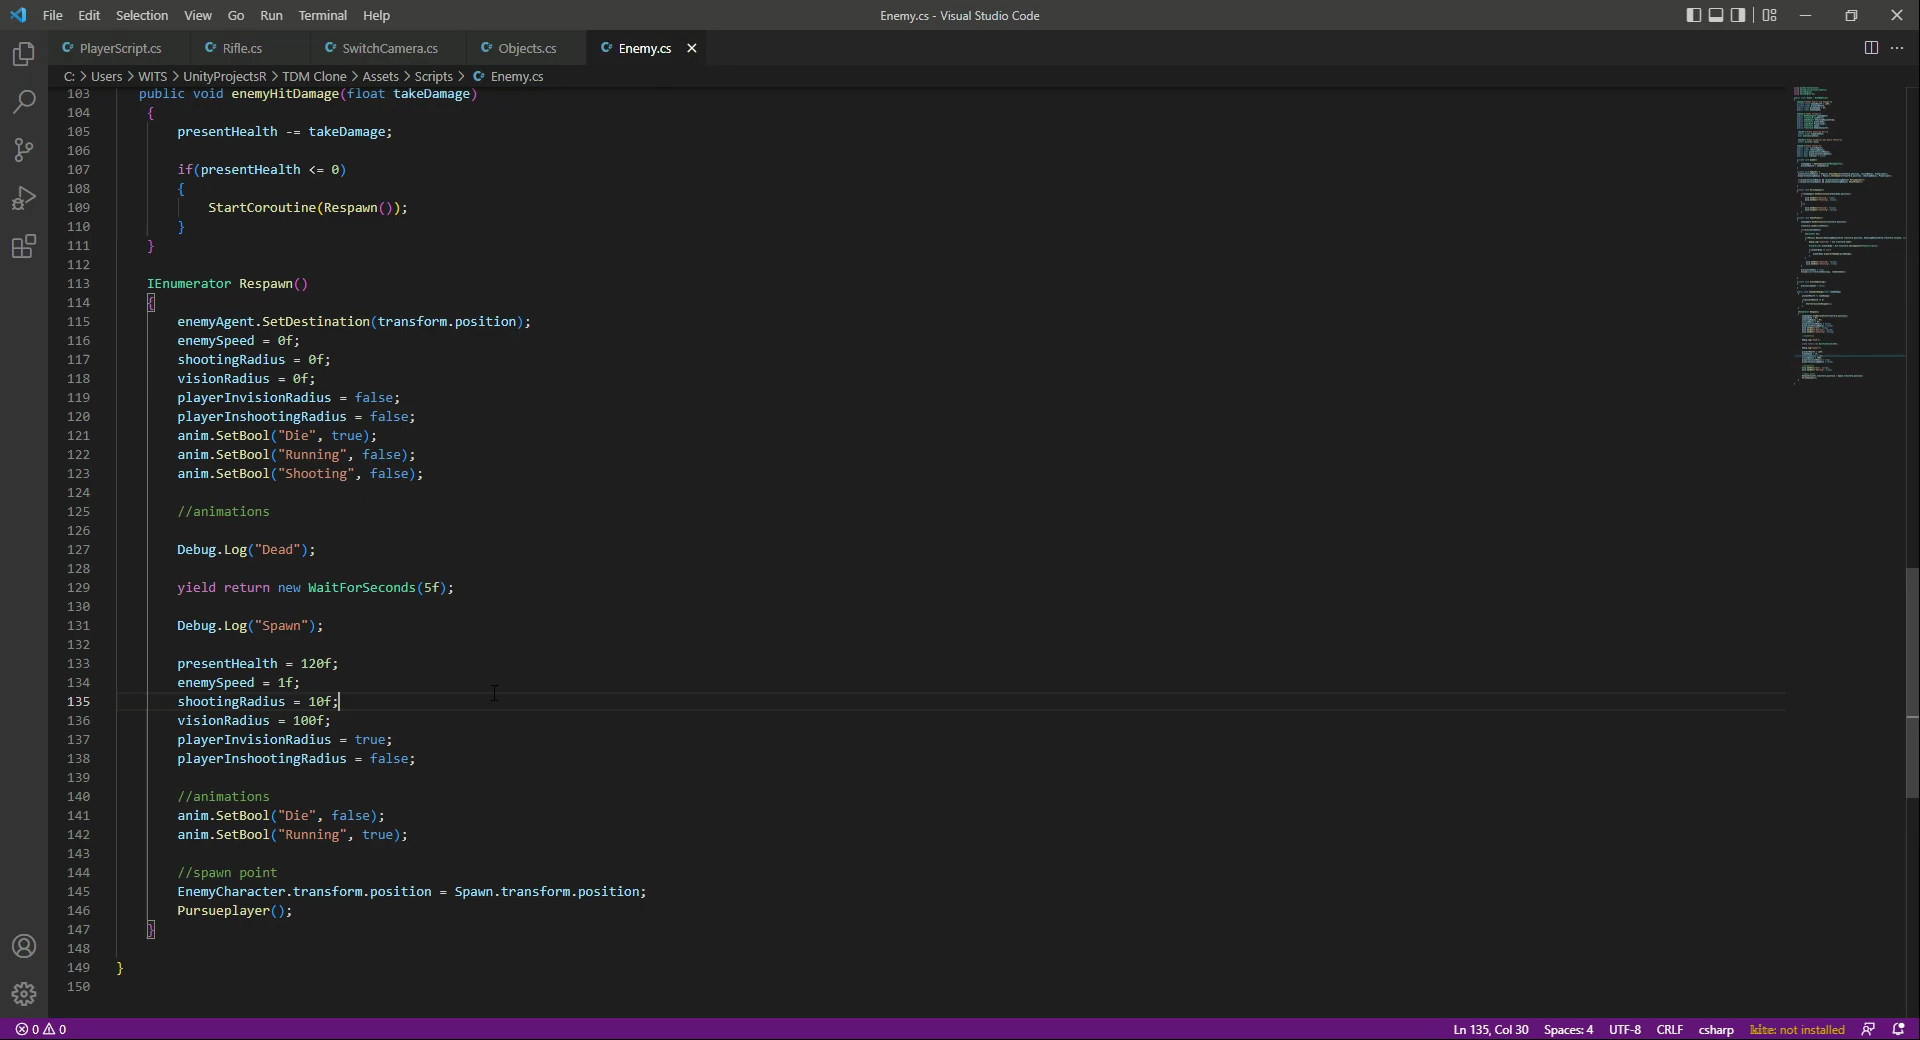 File Edit Selection View Go Run Terminal Help Enemy.cs - Visual Studio Code
PlayerScript.cs Rifle.cs SwitchCamera.cs Objects.cs Enemy.cs
C: > Users > WITS > UnityProjectsR > TDM Clone > Assets > Scripts > Enemy.cs
103 public void enemyHitDamage(float takeDamage)
104 {
105 presentHealth -= takeDamage;
106
107 if(presentHealth <= 0)
108 {
109 StartCoroutine(Respawn());
110 }
111 }
112
113 IEnumerator Respawn()
114 {
115 enemyAgent.SetDestination(transform.position);
116 enemySpeed = 0f;
117 shootingRadius = 0f;
118 visionRadius = 0f;
119 playerInvisionRadius = false;
120 playerInshootingRadius = false;
121 anim.SetBool("Die", true);
122 anim.SetBool("Running", false);
123 anim.SetBool("Shooting", false);
124
125 //animations
126
127 Debug.Log("Dead");
128
129 yield return new WaitForSeconds(5f);
130
131 Debug.Log("Spawn");
132
133 presentHealth = 120f;
134 enemySpeed = 1f;
135 shootingRadius = 10f;
136 visionRadius = 100f;
137 playerInvisionRadius = true;
138 playerInshootingRadius = false;
139
140 //animations
141 anim.SetBool("Die", false);
142 anim.SetBool("Running", true);
143
144 //spawn point
145 EnemyCharacter.transform.position = Spawn.transform.position;
146 Pursueplayer();
147 }
148
149 }
150
0 0 Ln 135, Col 30 Spaces: 4 UTF-8 CRLF csharp kite: not installed